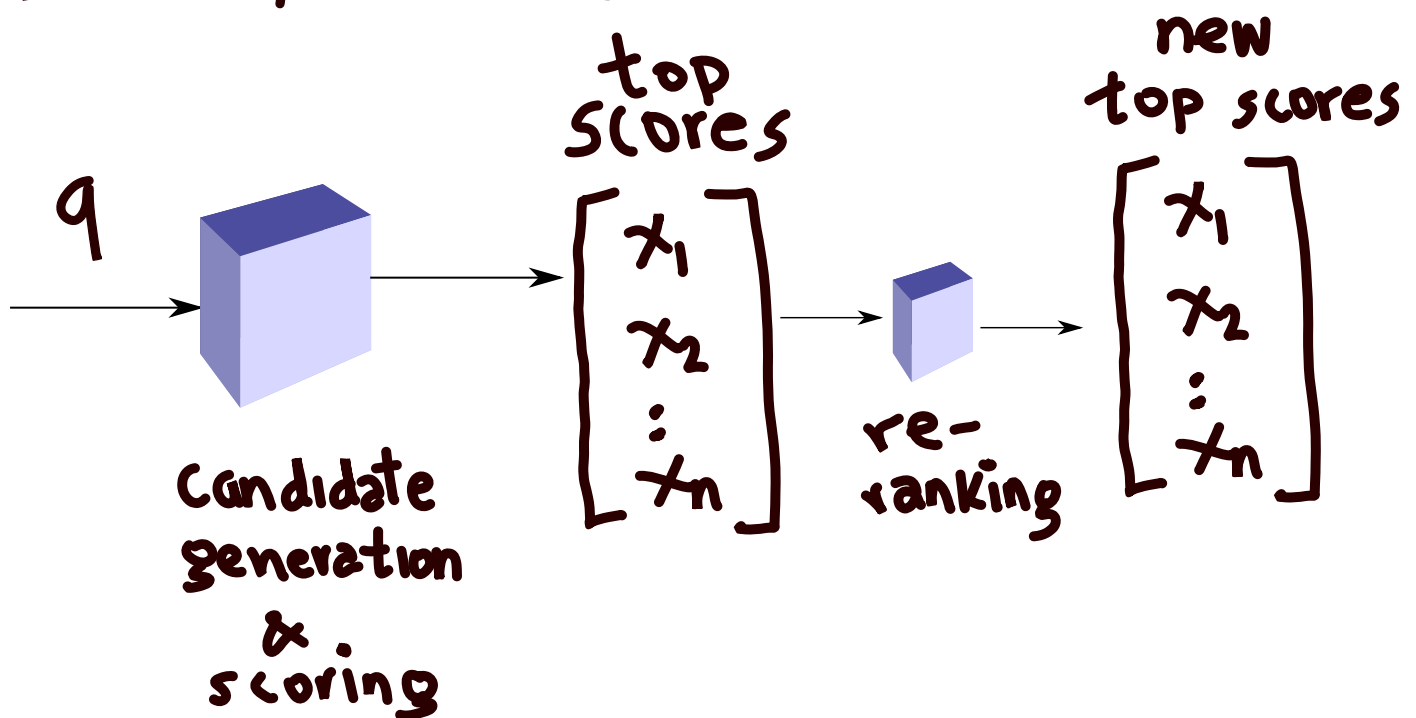 q
top
scores
x1
x2
⋮
xn
new
top scores
x1
x2
⋮
xn
candidate
generation
&
scoring
re-
ranking